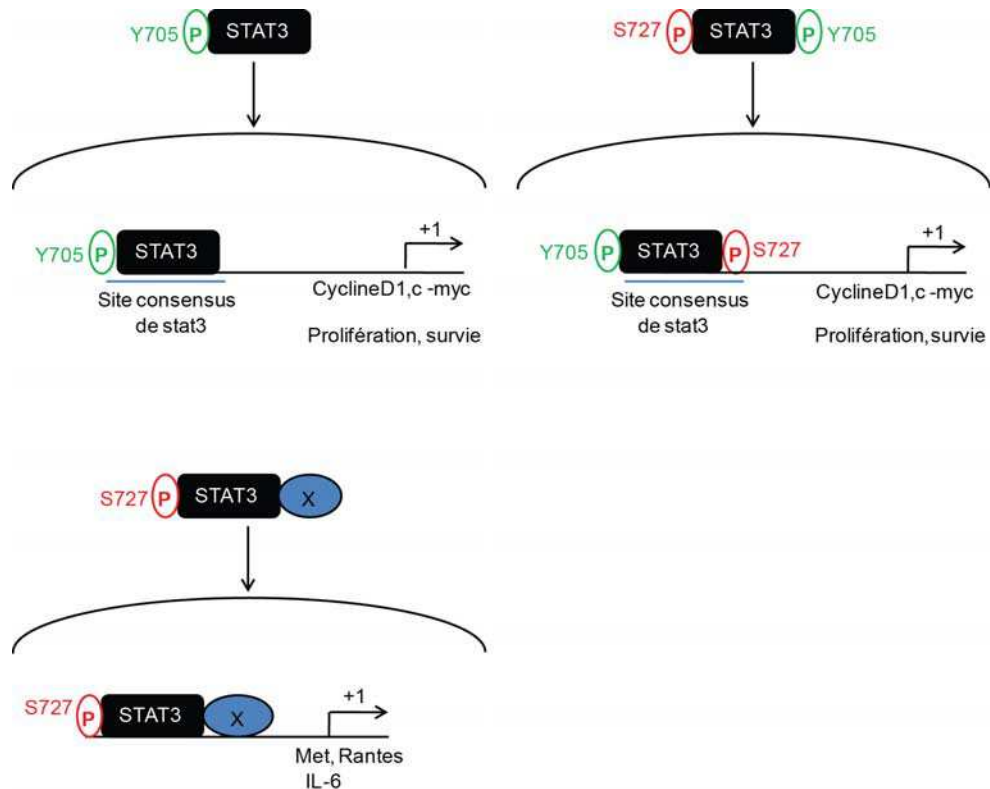 Y705 P STAT3
S727 P STAT3 P Y705
Y705 P STAT3 +1
Site consensus
de stat3
CyclineD1,c -myc
Prolifération, survie
Y705 P STAT3 P S727 +1
Site consensus
de stat3
CyclineD1,c -myc
Prolifération, survie
S727 P STAT3 X
S727 P STAT3 X +1
Met, Rantes
IL-6